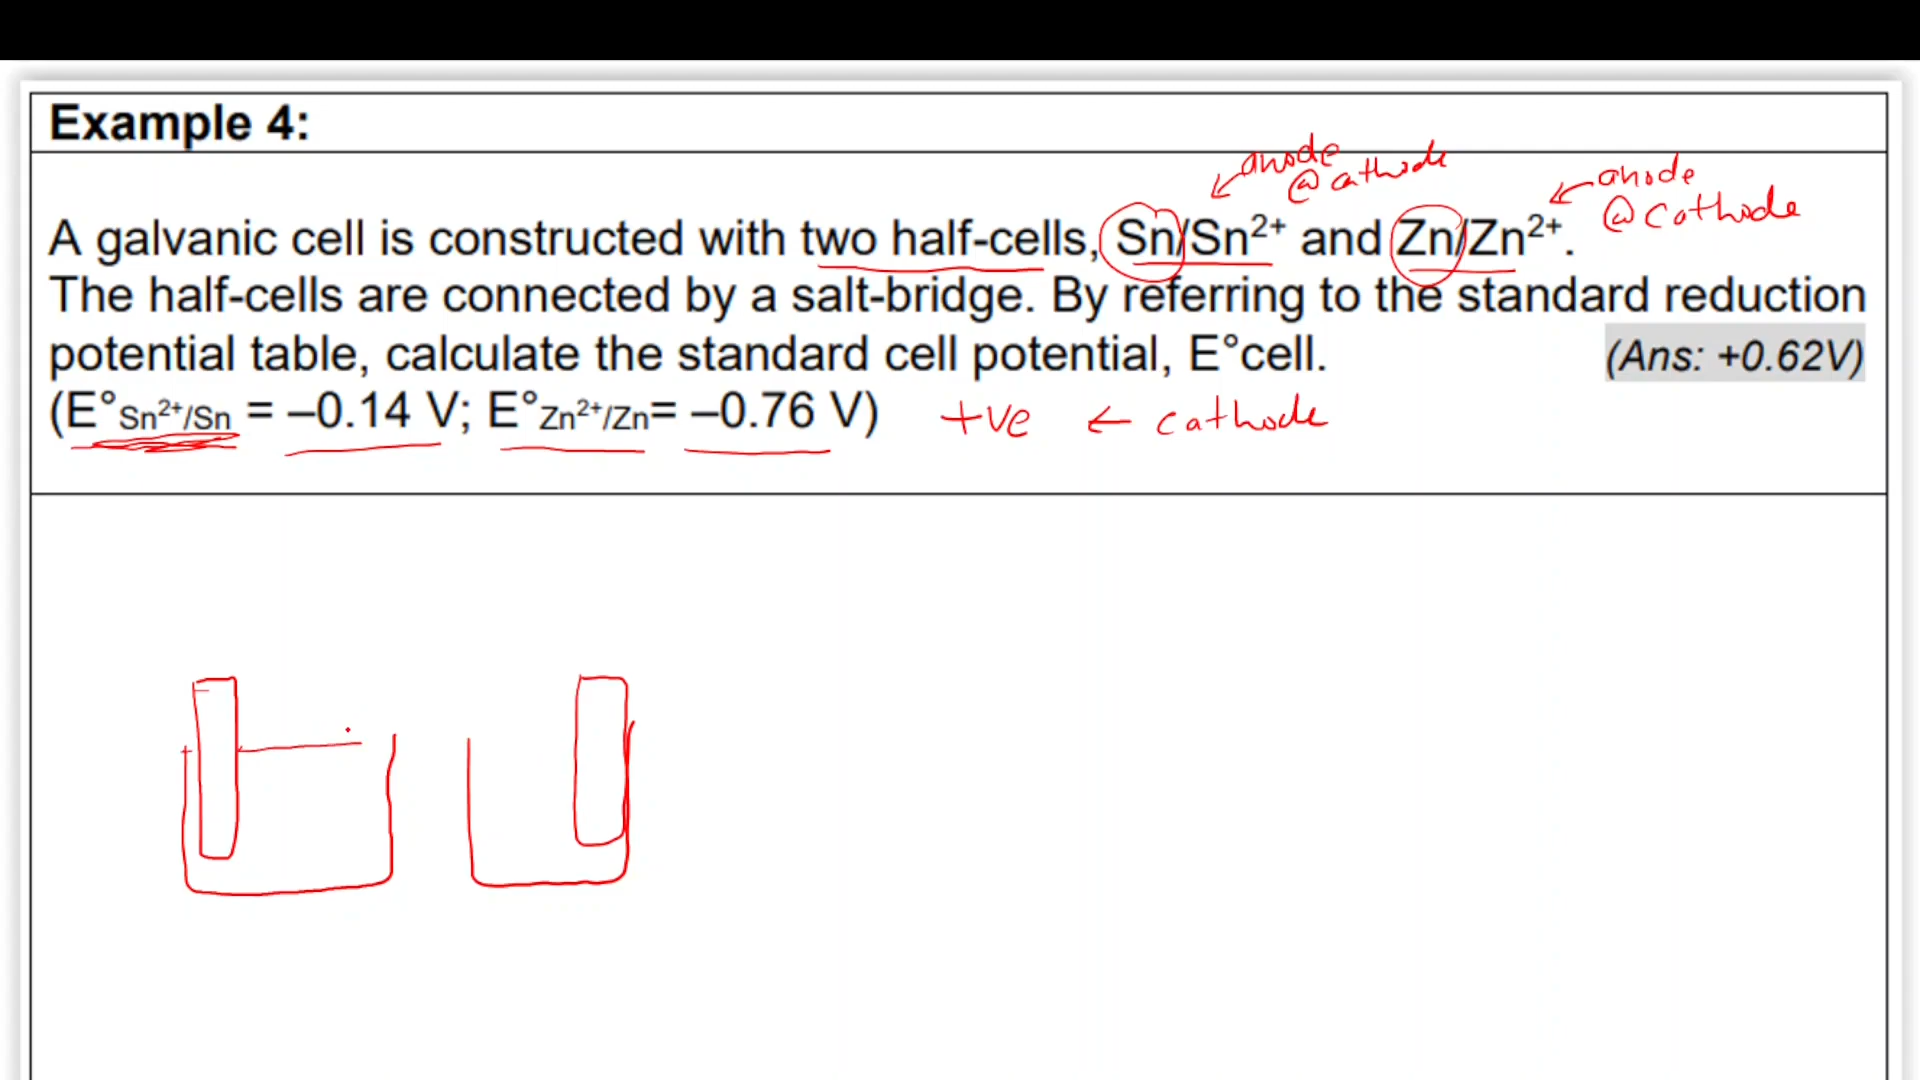 Example 4:
anode
@ cathode
anode
@ cathode
A galvanic cell is constructed with two half-cells, Sn/Sn²⁺ and Zn/Zn²⁺.
The half-cells are connected by a salt-bridge. By referring to the standard reduction
potential table, calculate the standard cell potential, E°cell. (Ans: +0.62V)
(E°Sn²⁺/Sn = –0.14 V; E°Zn²⁺/Zn= –0.76 V) +ve ← cathode